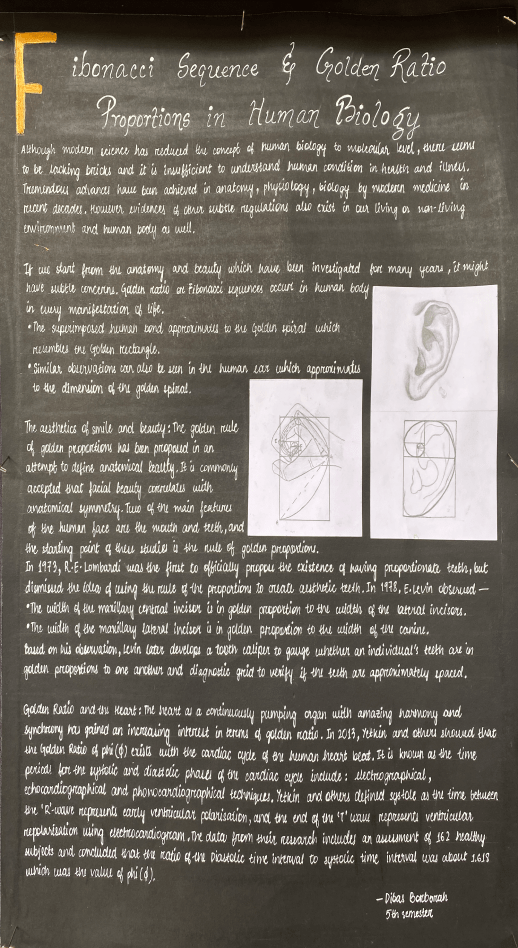 Fibonacci Sequence & Golden Ratio
Proportions in Human Biology
Although modern science has reduced the concept of human biology to molecular level, there seems
to be lacking bricks and it is insufficient to understand human condition in health and illness.
Tremendous advances have been achieved in anatomy, physiology, biology by modern medicine in
recent decades. However evidences of other subtle regulations also exist in our living or non-living
environment and human body as well.
If we start from the anatomy and beauty which have been investigated for many years, it might
have subtle concerns. Golden ratio or Fibonacci sequences occur in human body
in every manifestation of life.
• The superimposed human hand approximates to the Golden spiral which
resembles the Golden rectangle.
• Similar observations can also be seen in the human ear which approximates
to the dimension of the golden spiral.
The aesthetics of smile and beauty: The golden rule
of golden proportions has been proposed in an
attempt to define anatomical beauty. It is commonly
accepted that facial beauty correlates with
anatomical symmetry. Two of the main features
of the human face are the mouth and teeth, and
the starting point of these studies is the rule of golden proportions.
In 1973, R.E. Lombardi was the first to officially propose the existence of having proportionate teeth, but
dismissed the idea of using the rule of the proportion to create aesthetic teeth. In 1978, E. Levin observed —
• The width of the maxillary central incisor is in golden proportion to the width of the lateral incisors.
• The width of the maxillary lateral incisor is in golden proportion to the width of the canine.
Based on his observation, Levin later develops a tooth caliper to gauge whether an individual's teeth are in
golden proportions to one another and diagnostic grid to verify if the teeth are approximately spaced.
Golden Ratio and the Heart: The heart as a continuously pumping organ with amazing harmony and
synchrony has gained an increasing interest in terms of golden ratio. In 2013, Yetkin and others showed that
the Golden Ratio of phi (ϕ) exists with the cardiac cycle of the human heart beat. It is known as the time
periods for the systolic and diastolic phases of the cardiac cycle include: electrographical,
echocardiographical and phonocardiographical techniques. Yetkin and others defined systole as the time between
the 'R'-wave represents early ventricular polarisation, and the end of the 'T' wave represents ventricular
repolarisation using electrocardiogram. The data from their research includes an assessment of 162 healthy
subjects and concluded that the ratio of the Diastolic time interval to systolic time interval was about 1.618
which was the value of phi (ϕ).
— Dibas Borborah
5th semester